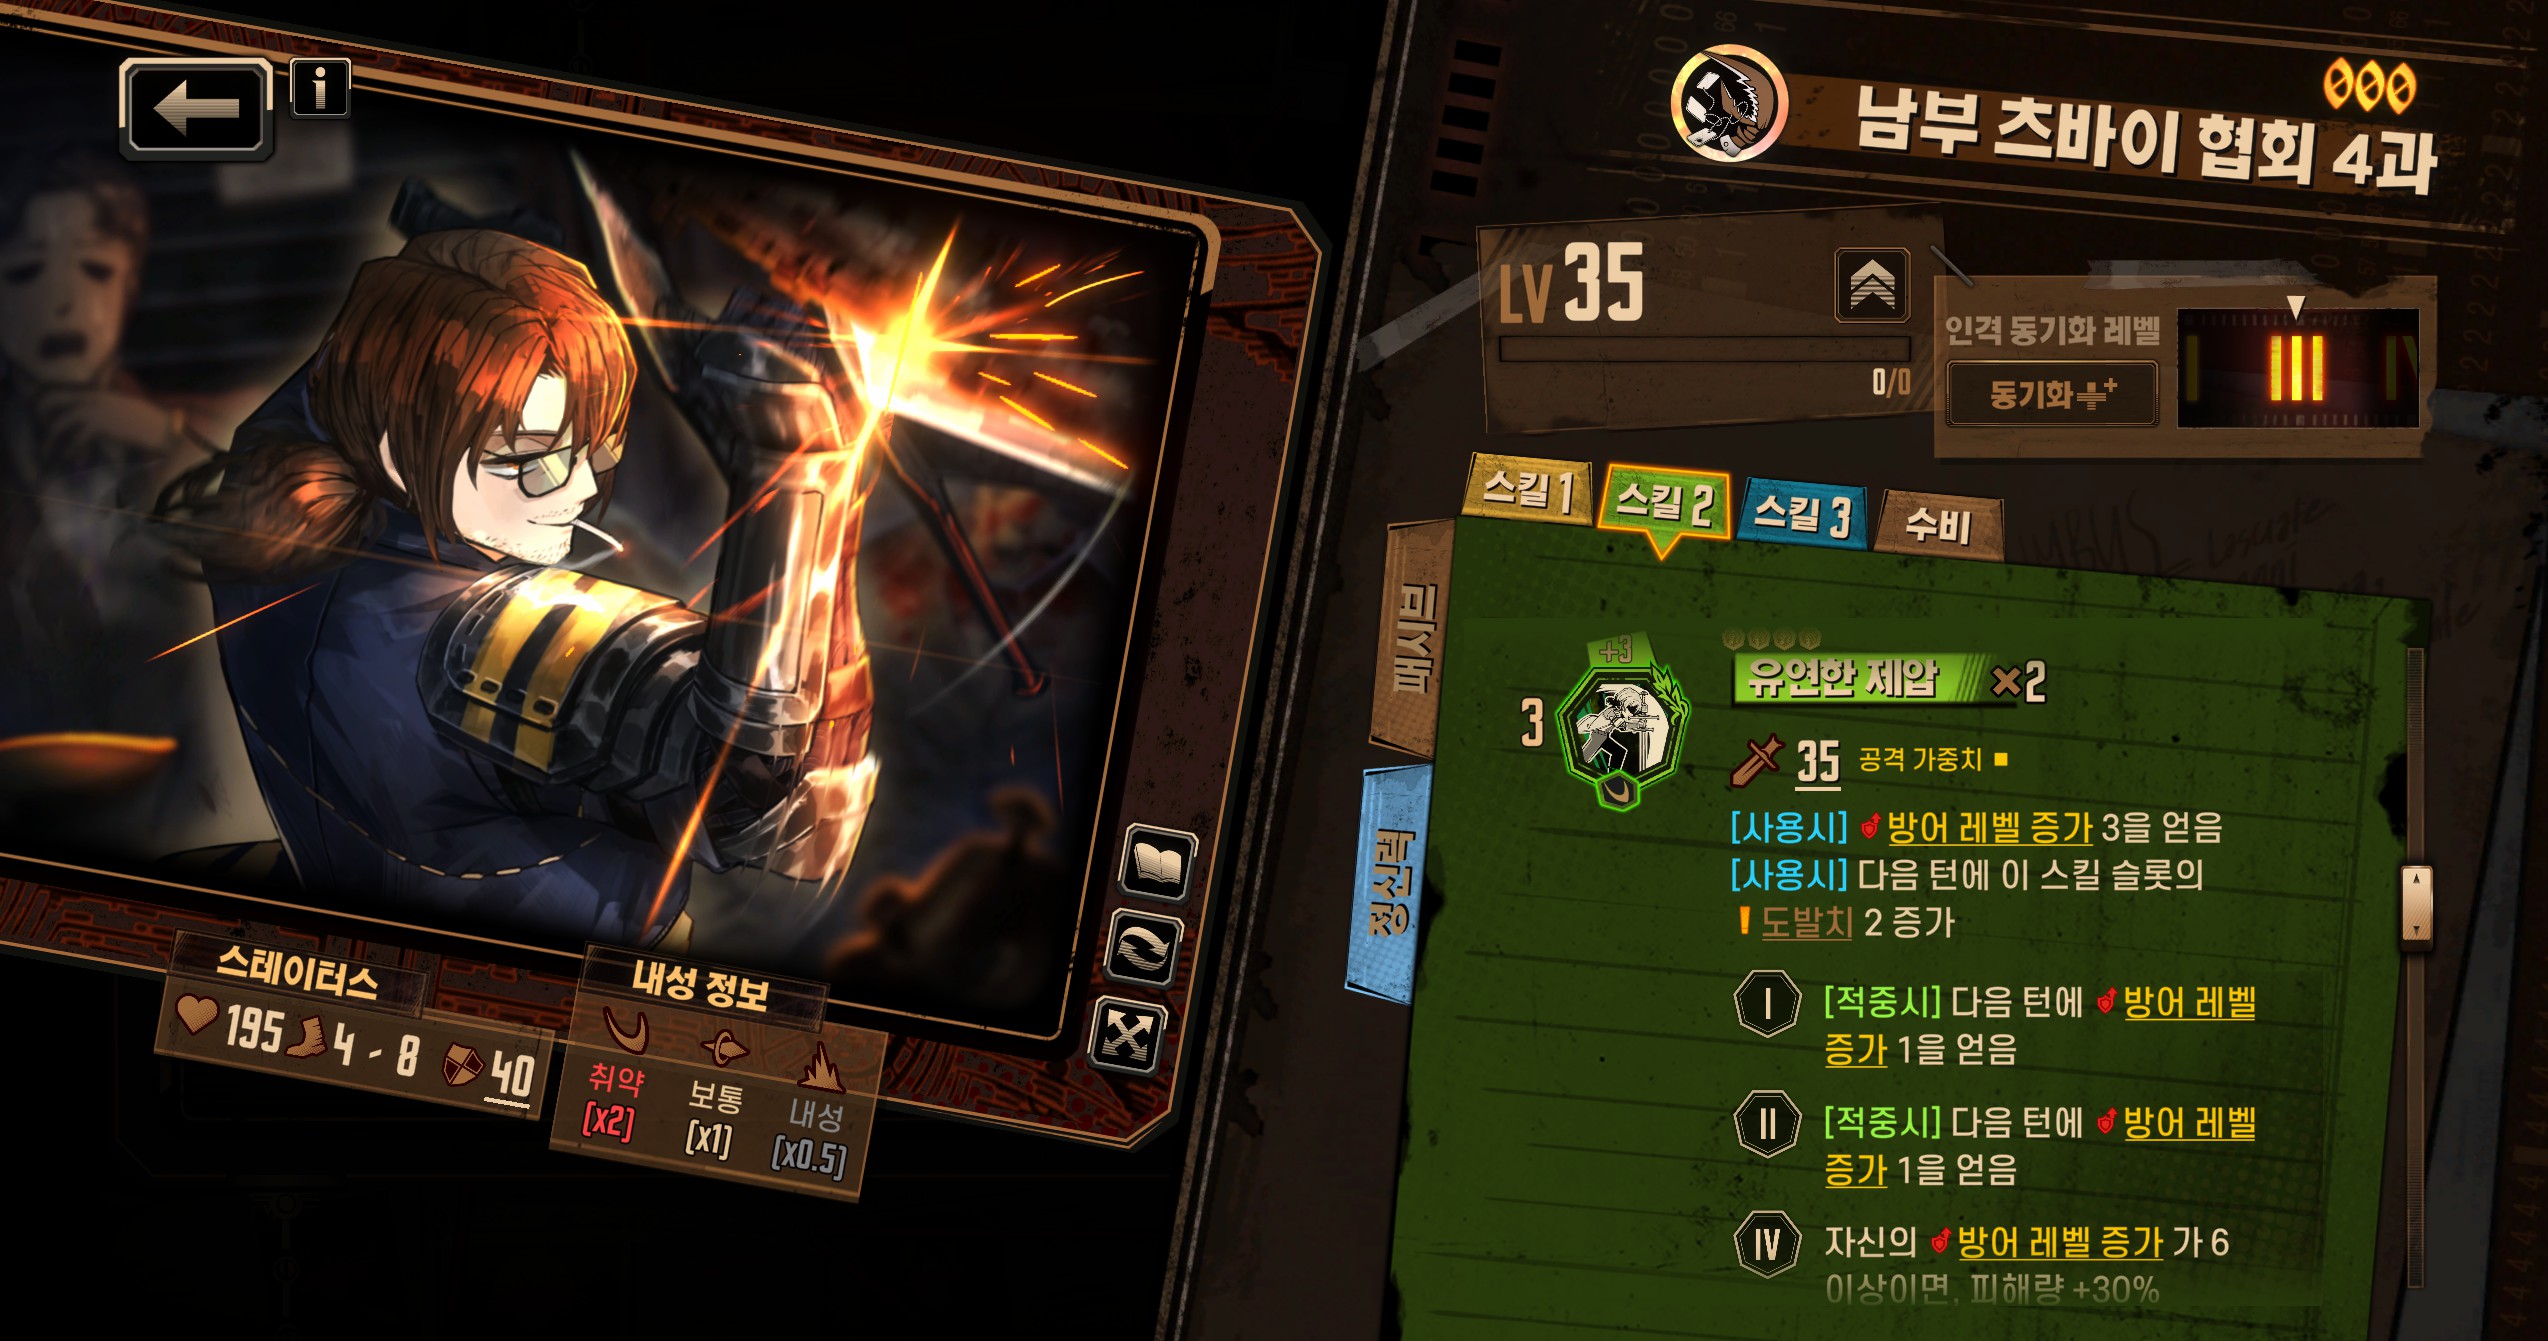 남부 츠바이 협회 4과
LV 35
0/0
인격 동기화 레벨
동기화
III
스킬 1
스킬 2
스킬 3
수비
패시브
정신력
+3
3
유연한 제압 ×2
35 공격 가중치
[사용시] 방어 레벨 증가 3을 얻음
[사용시] 다음 턴에 이 스킬 슬롯의
도발치 2 증가
I [적중시] 다음 턴에 방어 레벨
증가 1을 얻음
II [적중시] 다음 턴에 방어 레벨
증가 1을 얻음
IV 자신의 방어 레벨 증가 가 6
이상이면, 피해량 +30%
스테이터스
195 4 - 8 40
내성 정보
취약 보통 내성
[x2] [x1] [x0.5]